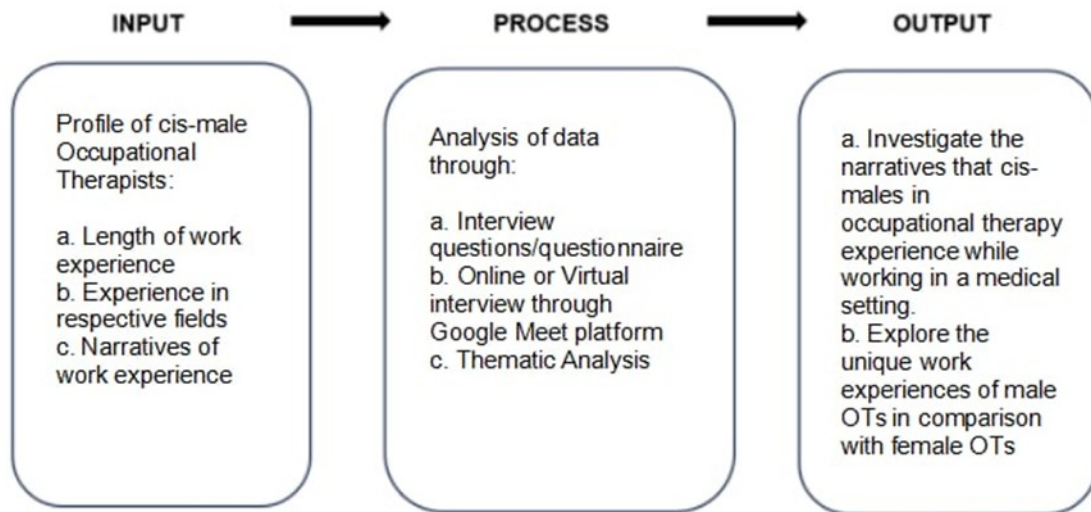 INPUT
PROCESS
OUTPUT
Profile of cis-male
Occupational
Therapists:
a. Length of work
experience
b. Experience in
respective fields
c. Narratives of
work experience
Analysis of data
through:
a. Interview
questions/questionnaire
b. Online or Virtual
interview through
Google Meet platform
c. Thematic Analysis
a. Investigate the
narratives that cis-
males in
occupational therapy
experience while
working in a medical
setting.
b. Explore the
unique work
experiences of male
OTs in comparison
with female OTs